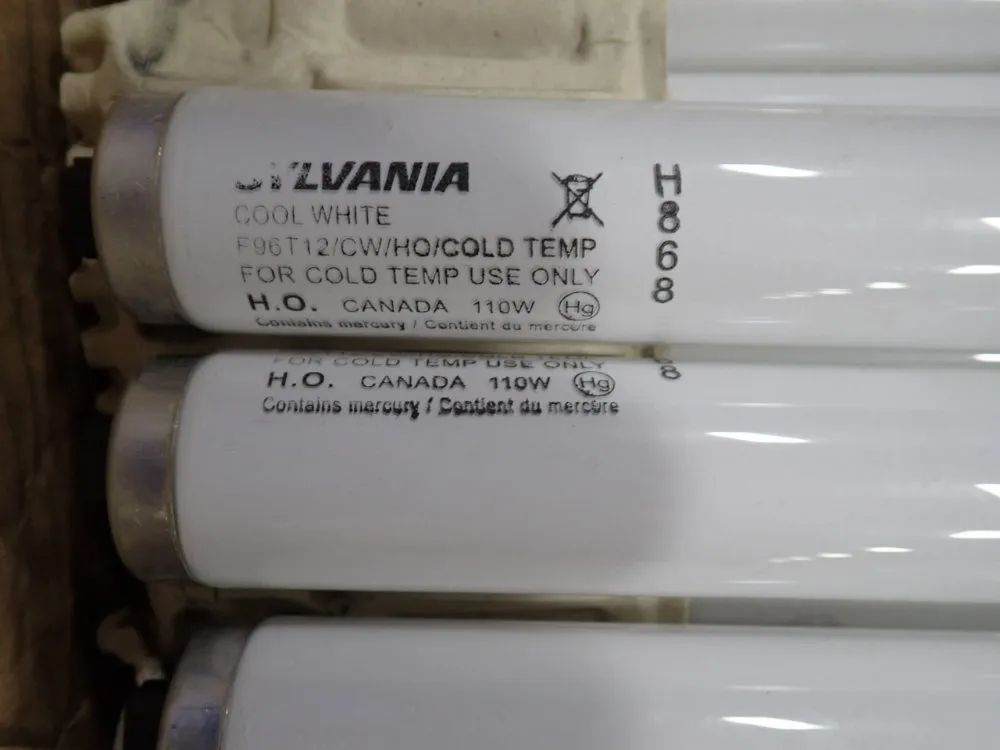 SYLVANIA
COOL WHITE
F96T12/CW/HO/COLD TEMP
FOR COLD TEMP USE ONLY
H.O. CANADA 110W Hg
Contains mercury / Contient du mercure
H
8
6
8
FOR COLD TEMP USE ONLY
H.O. CANADA 110W Hg
Contains mercury / Contient du mercure
8